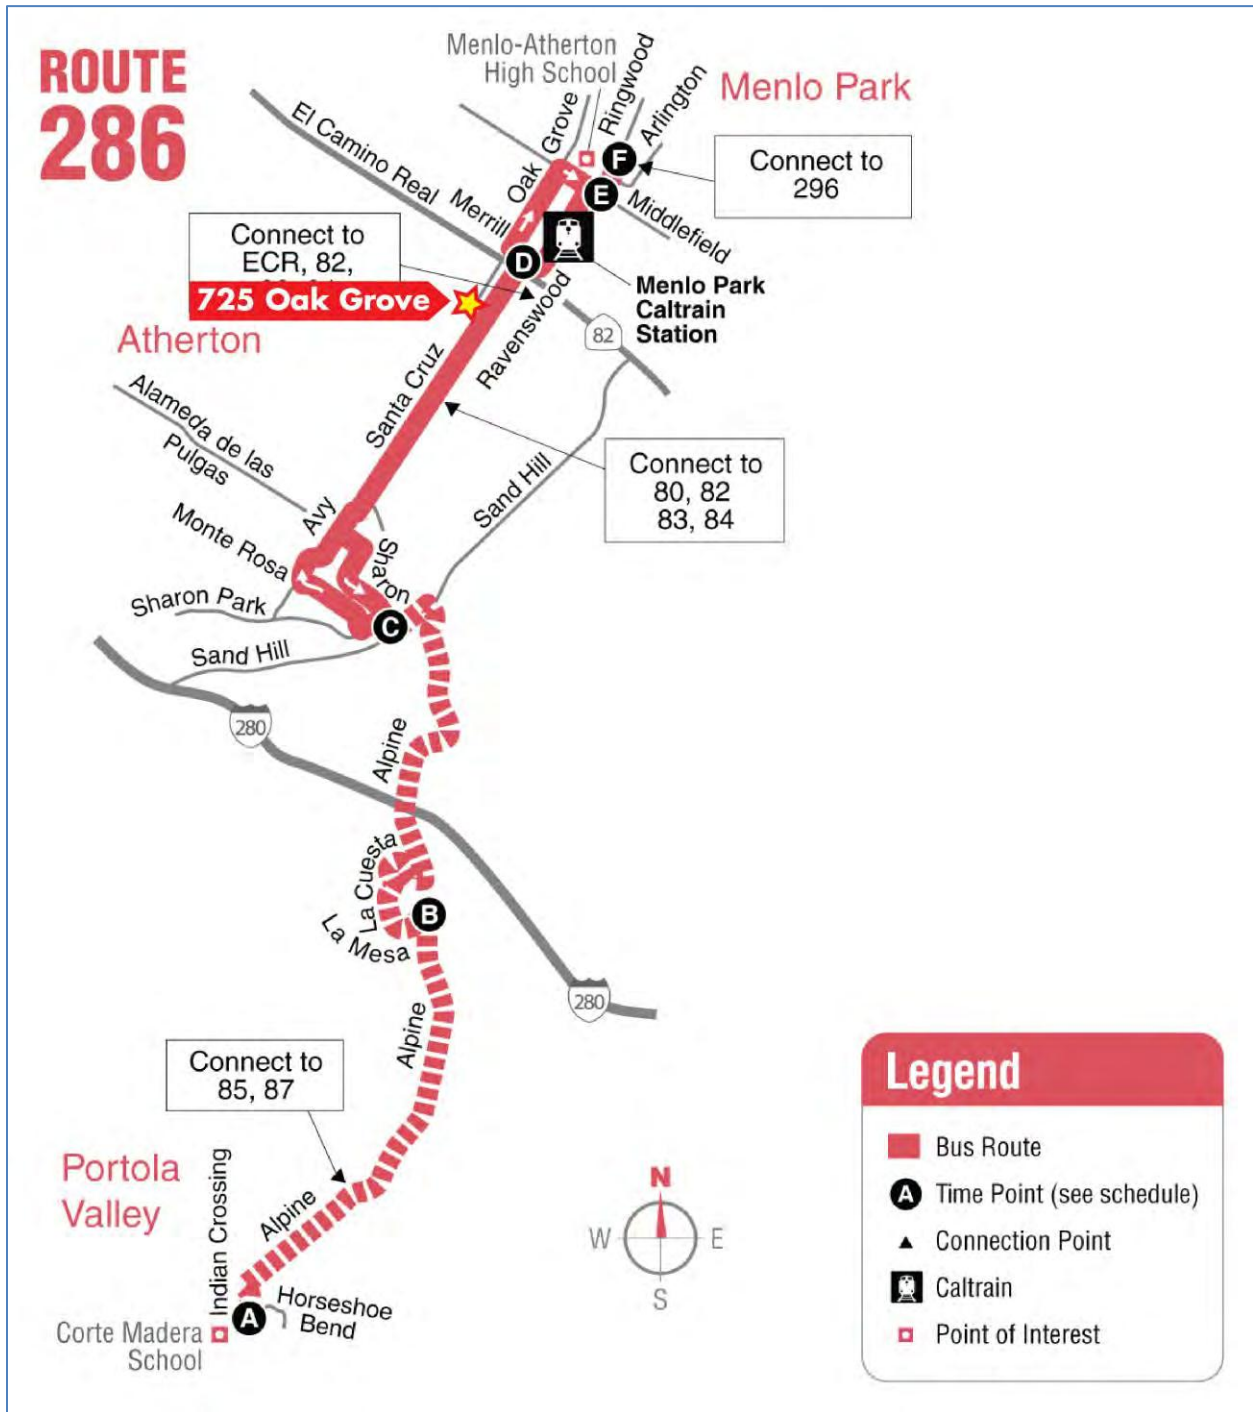 ROUTE
286
Menlo-Atherton
High School
Ringwood
Arlington
Menlo Park
El Camino Real
Oak Grove
Merrill
F
Connect to
296
E
Middlefield
Connect to
ECR, 82,
D
725 Oak Grove
Ravenswood
Menlo Park
Caltrain
Station
82
Atherton
Santa Cruz
Alameda de las
Pulgas
Connect to
80, 82
83, 84
Sand Hill
Avy
Monte Rosa
Sharon
Sharon Park
C
Sand Hill
280
Alpine
La Cuesta
B
La Mesa
280
Alpine
Connect to
85, 87
Portola
Valley
Indian Crossing
Alpine
A
Horseshoe
Bend
Corte Madera
School
N
W
E
S
Legend
Bus Route
A
Time Point (see schedule)
Connection Point
Caltrain
Point of Interest